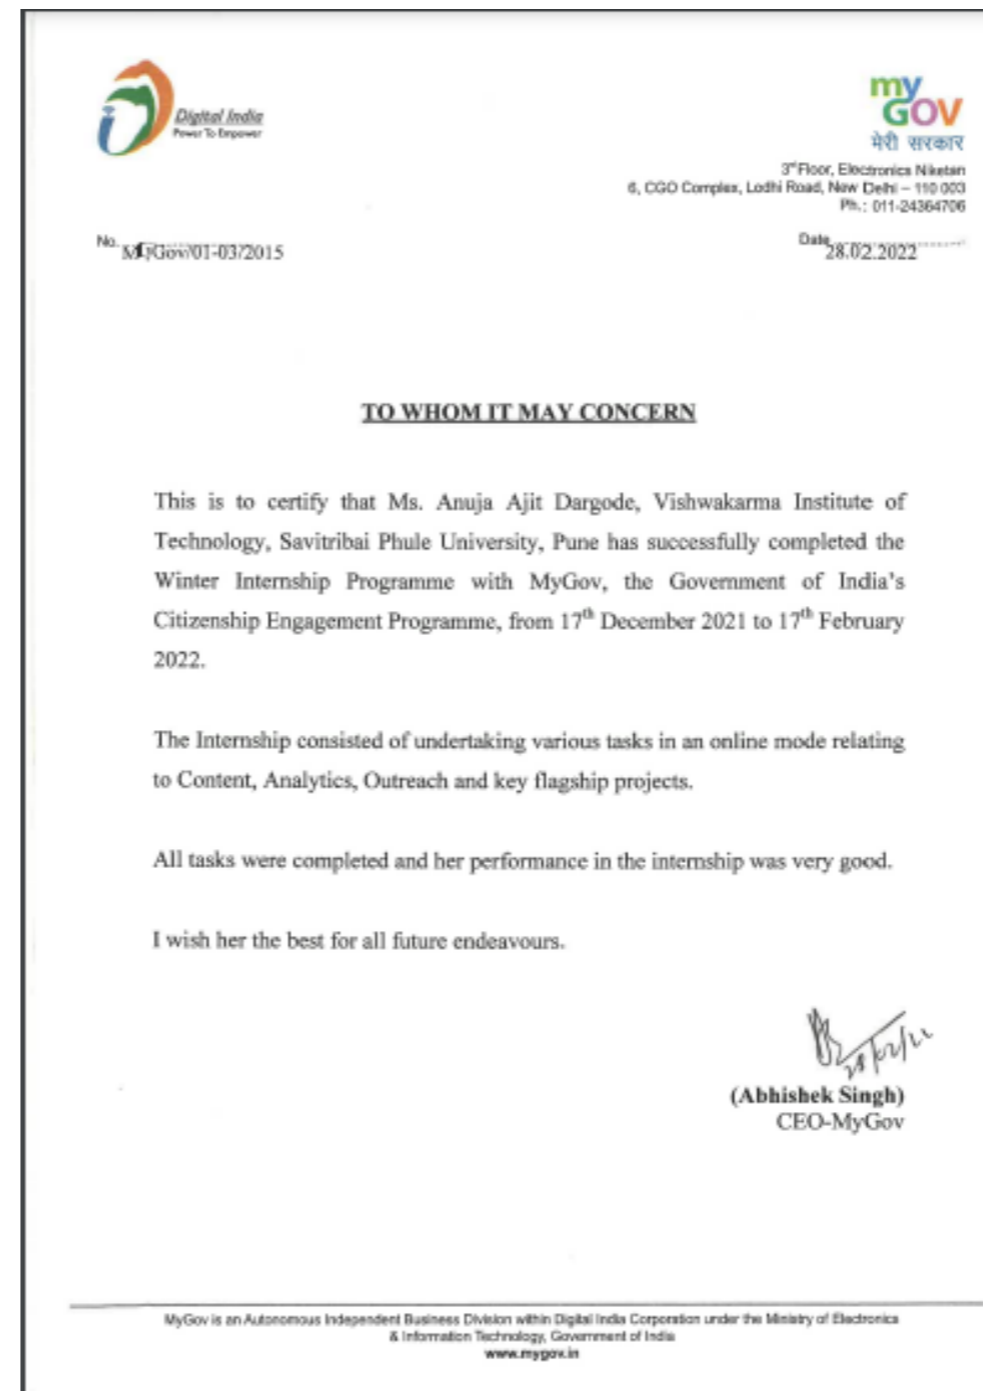 Digital India
Power To Empower
my
GOV
मेरी सरकार
3rd Floor, Electronics Niketan
6, CGO Complex, Lodhi Road, New Delhi – 110 003
Ph.: 011-24364706
No. MyGov/01-03/2015
Date 28.02.2022
TO WHOM IT MAY CONCERN
This is to certify that Ms. Anuja Ajit Dargode, Vishwakarma Institute of
Technology, Savitribai Phule University, Pune has successfully completed the
Winter Internship Programme with MyGov, the Government of India's
Citizenship Engagement Programme, from 17th December 2021 to 17th February
2022.
The Internship consisted of undertaking various tasks in an online mode relating
to Content, Analytics, Outreach and key flagship projects.
All tasks were completed and her performance in the internship was very good.
I wish her the best for all future endeavours.
28/02/22
(Abhishek Singh)
CEO-MyGov
MyGov is an Autonomous Independent Business Division within Digital India Corporation under the Ministry of Electronics
& Information Technology, Government of India
www.mygov.in